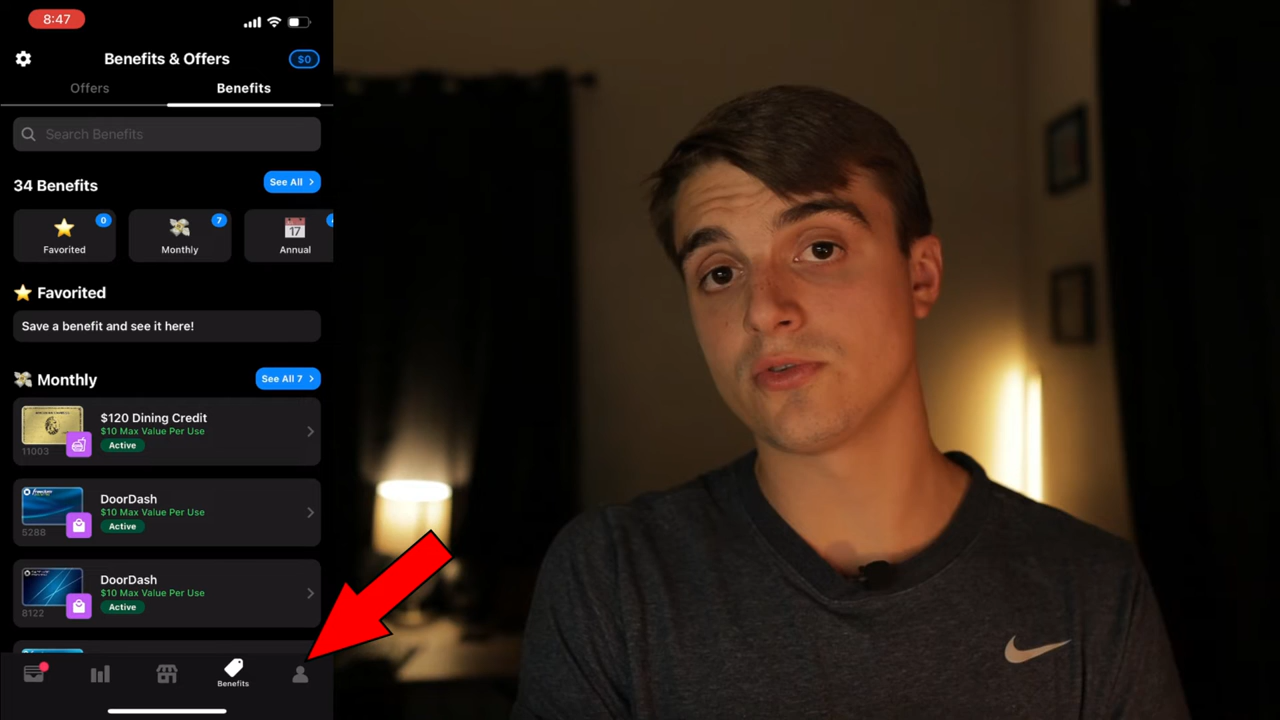 8:47
Benefits & Offers
$0
Offers
Benefits
Search Benefits
34 Benefits
See All
0
7
17
Favorited
Monthly
Annual
Favorited
Save a benefit and see it here!
Monthly
See All 7
$120 Dining Credit
$10 Max Value Per Use
Active
11003
DoorDash
$10 Max Value Per Use
Active
5288
DoorDash
$10 Max Value Per Use
Active
8122
Benefits